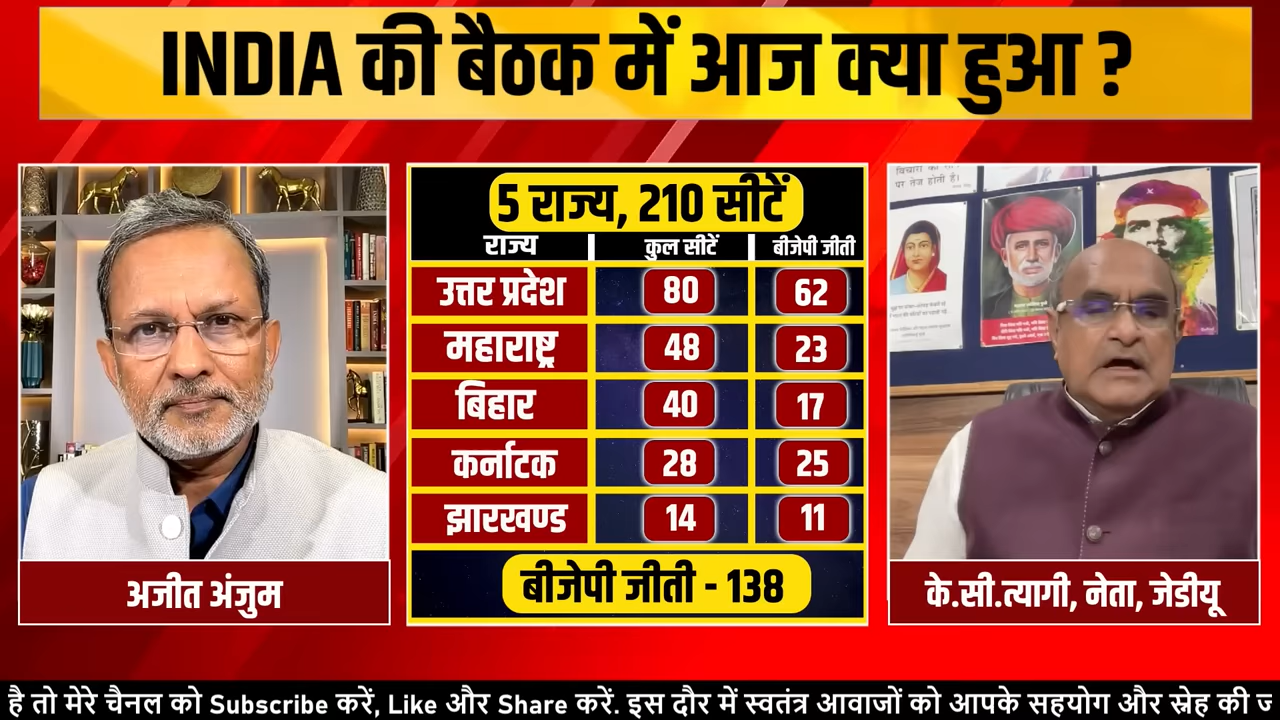 INDIA की बैठक में आज क्या हुआ ?
विचारों की सान
पर तेज होती है।
5 राज्य, 210 सीटें
राज्य कुल सीटें बीजेपी जीती
उत्तर प्रदेश 80 62
महाराष्ट्र 48 23
बिहार 40 17
कर्नाटक 28 25
झारखण्ड 14 11
बीजेपी जीती - 138
अजीत अंजुम
के.सी.त्यागी, नेता, जेडीयू
है तो मेरे चैनल को Subscribe करें, Like और Share करें. इस दौर में स्वतंत्र आवाजों को आपके सहयोग और स्नेह की